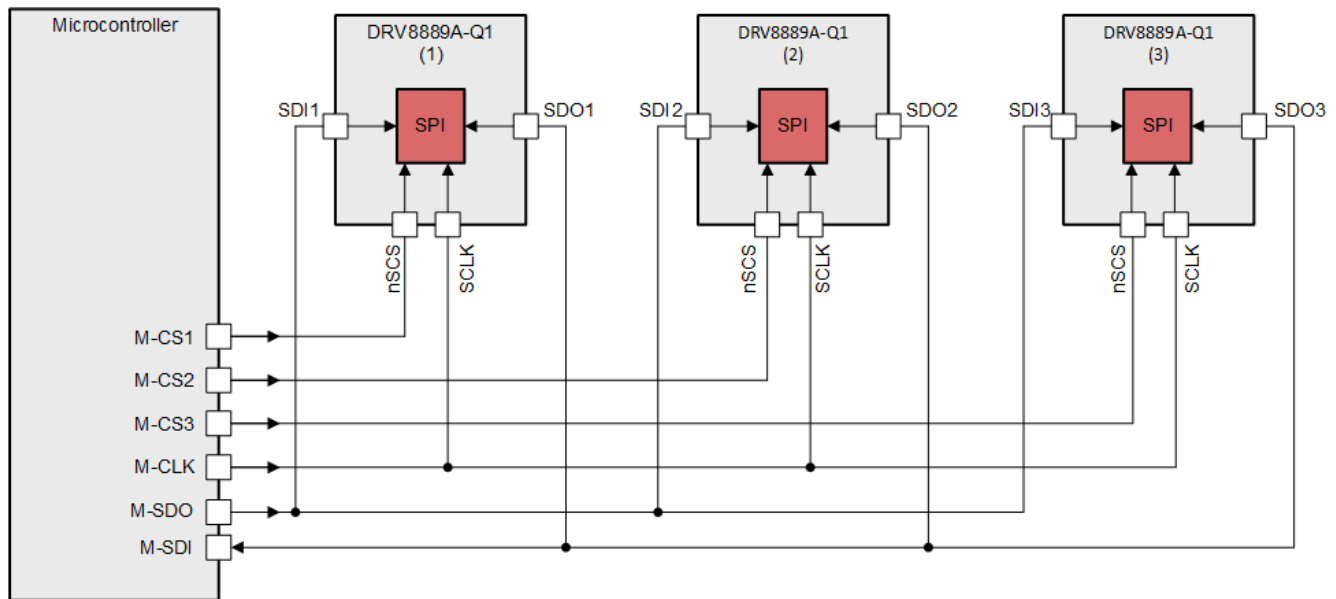 Microcontroller
DRV8889A-Q1
(1)
DRV8889A-Q1
(2)
DRV8889A-Q1
(3)
SDI1
SPI
SDO1
SDI2
SPI
SDO2
SDI3
SPI
SDO3
nSCS
SCLK
nSCS
SCLK
nSCS
SCLK
M-CS1
M-CS2
M-CS3
M-CLK
M-SDO
M-SDI